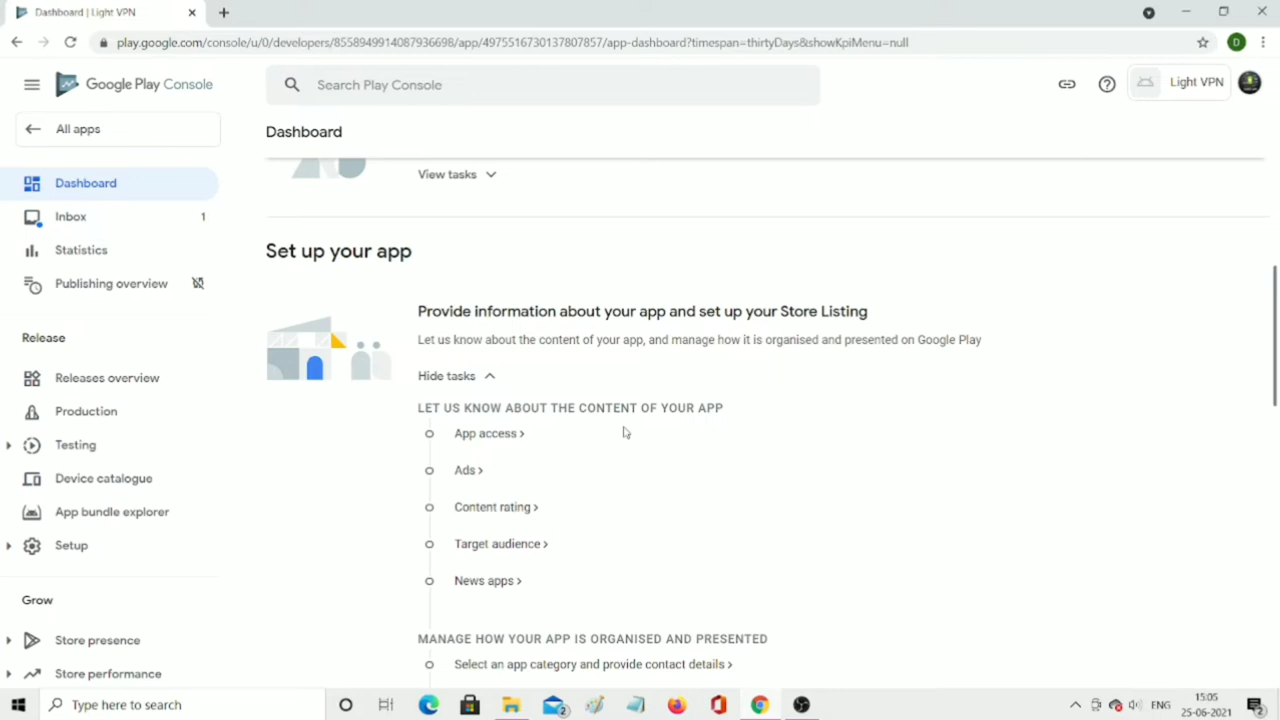 Dashboard | Light VPN
play.google.com/console/u/0/developers/8558949914087936698/app/4975516730137807857/app-dashboard?timespan=thirtyDays&showKpiMenu=null
D
Google Play Console
Search Play Console
Light VPN
All apps
Dashboard
Dashboard
Inbox
1
Statistics
Publishing overview
Release
Releases overview
Production
Testing
Device catalogue
App bundle explorer
Setup
Grow
Store presence
Store performance
View tasks
Set up your app
Provide information about your app and set up your Store Listing
Let us know about the content of your app, and manage how it is organised and presented on Google Play
Hide tasks
LET US KNOW ABOUT THE CONTENT OF YOUR APP
App access >
Ads >
Content rating >
Target audience >
News apps >
MANAGE HOW YOUR APP IS ORGANISED AND PRESENTED
Select an app category and provide contact details >
Type here to search
2
ENG
15:05
25-06-2021
2